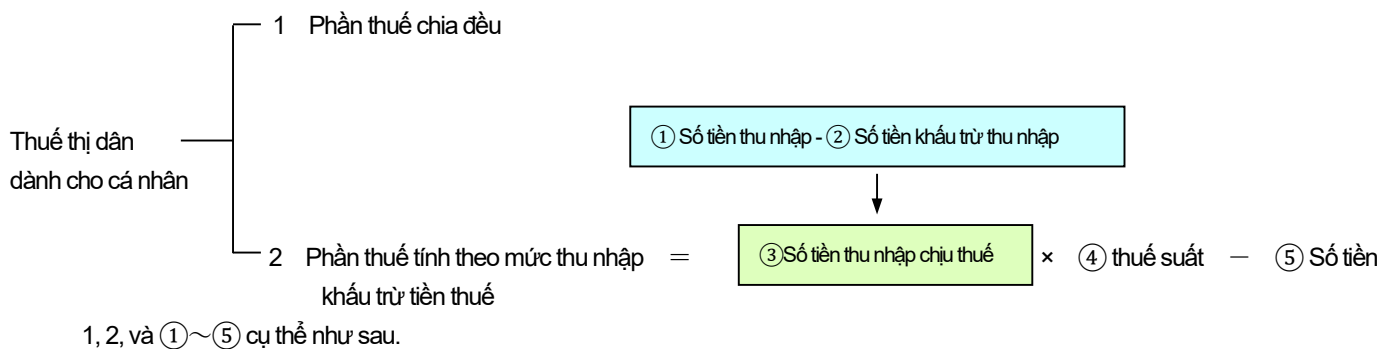 1 Phần thuế chia đều
① Số tiền thu nhập - ② Số tiền khấu trừ thu nhập
Thuế thị dân
dành cho cá nhân
2 Phần thuế tính theo mức thu nhập = ③Số tiền thu nhập chịu thuế × ④ thuế suất － ⑤ Số tiền
khấu trừ tiền thuế
1, 2, và ①～⑤ cụ thể như sau.